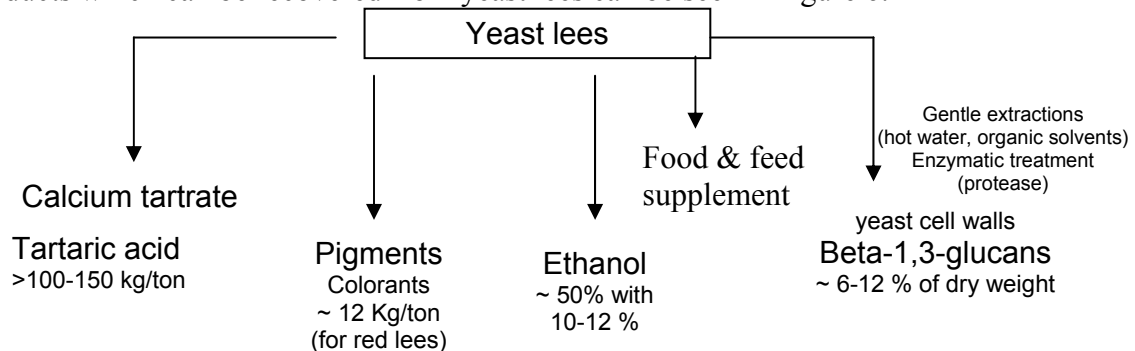 Yeast lees
Calcium tartrate
Tartaric acid
>100-150 kg/ton
Pigments
Colorants
~ 12 Kg/ton
(for red lees)
Ethanol
~ 50% with
10-12 %
Food & feed
supplement
Gentle extractions
(hot water, organic solvents)
Enzymatic treatment
(protease)
yeast cell walls
Beta-1,3-glucans
~ 6-12 % of dry weight